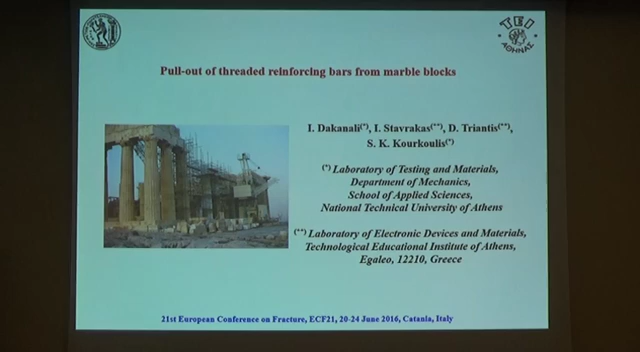 TEI
ΑΘΗΝΑΣ
Pull-out of threaded reinforcing bars from marble blocks
I. Dakanali(*), I. Stavrakas(**), D. Triantis(**),
S. K. Kourkoulis(*)
(*) Laboratory of Testing and Materials,
Department of Mechanics,
School of Applied Sciences,
National Technical University of Athens
(**) Laboratory of Electronic Devices and Materials,
Technological Educational Institute of Athens,
Egaleo, 12210, Greece
21st European Conference on Fracture, ECF21, 20-24 June 2016, Catania, Italy